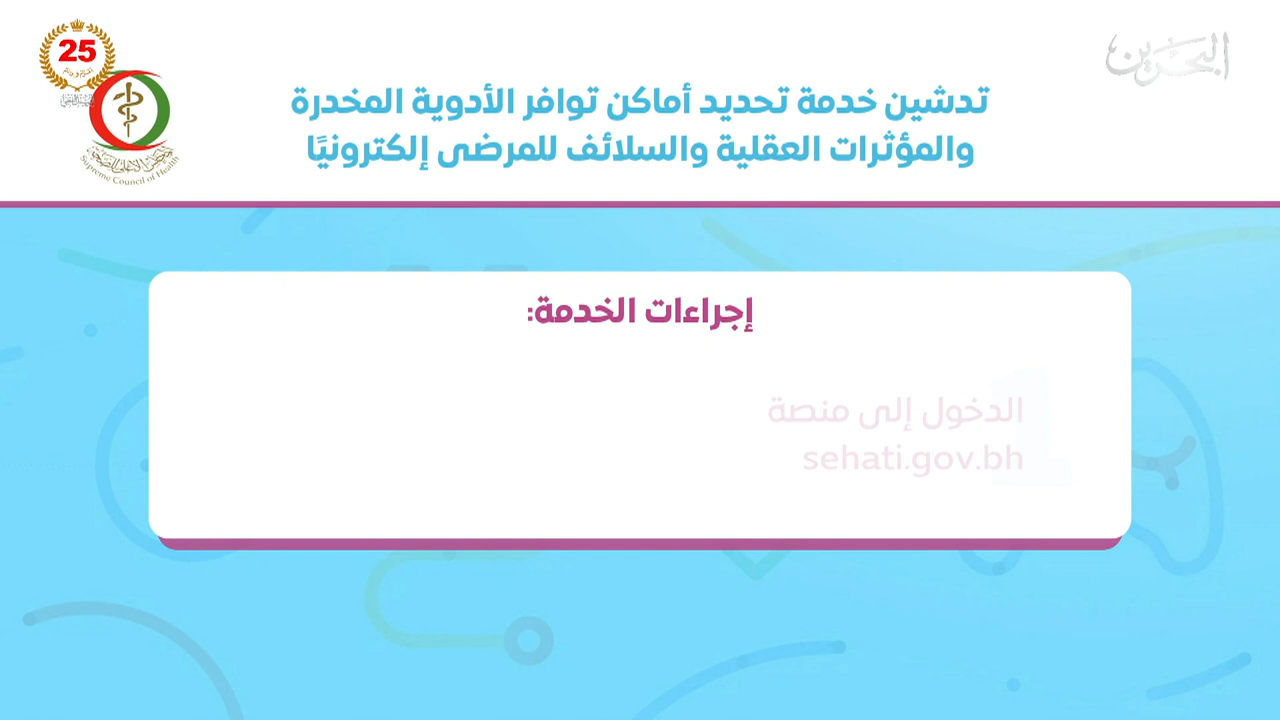 البحرين
25
Supreme Council of Health
تدشين خدمة تحديد أماكن توافر الأدوية المخدرة
والمؤثرات العقلية والسلائف للمرضى إلكترونيًا
إجراءات الخدمة:
1
الدخول إلى منصة
sehati.gov.bh